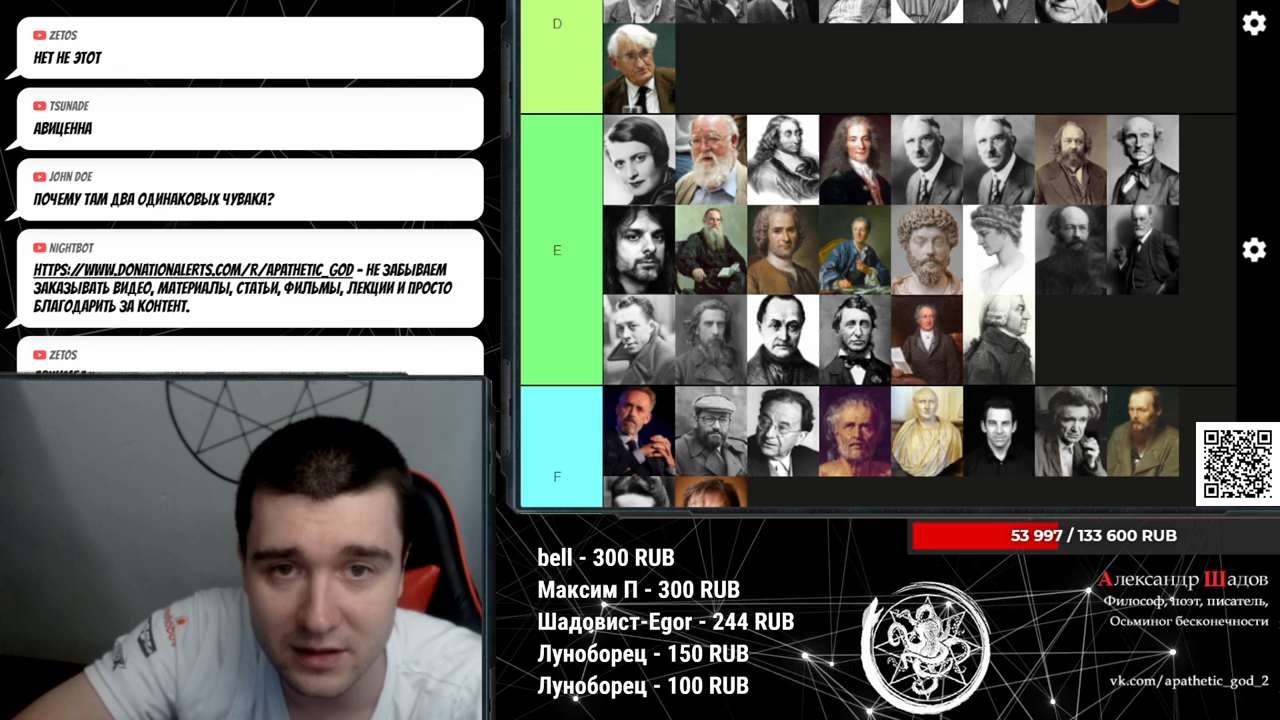 ZETOS
НЕТ НЕ ЭТОТ
TSUNADE
АВИЦЕННА
JOHN DOE
ПОЧЕМУ ТАМ ДВА ОДИНАКОВЫХ ЧУВАКА?
NIGHTBOT
HTTPS://WWW.DONATIONALERTS.COM/R/APATHETIC_GOD - НЕ ЗАБЫВАЕМ
ЗАКАЗЫВАТЬ ВИДЕО, МАТЕРИАЛЫ, СТАТЬИ, ФИЛЬМЫ, ЛЕКЦИИ И ПРОСТО
БЛАГОДАРИТЬ ЗА КОНТЕНТ.
ZETOS
D
E
F
53 997 / 133 600 RUB
bell - 300 RUB
Максим П - 300 RUB
Шадовист-Egor - 244 RUB
Луноборец - 150 RUB
Луноборец - 100 RUB
Александр Шадов
Философ, поэт, писатель,
Осьминог бесконечности
vk.com/apathetic_god_2